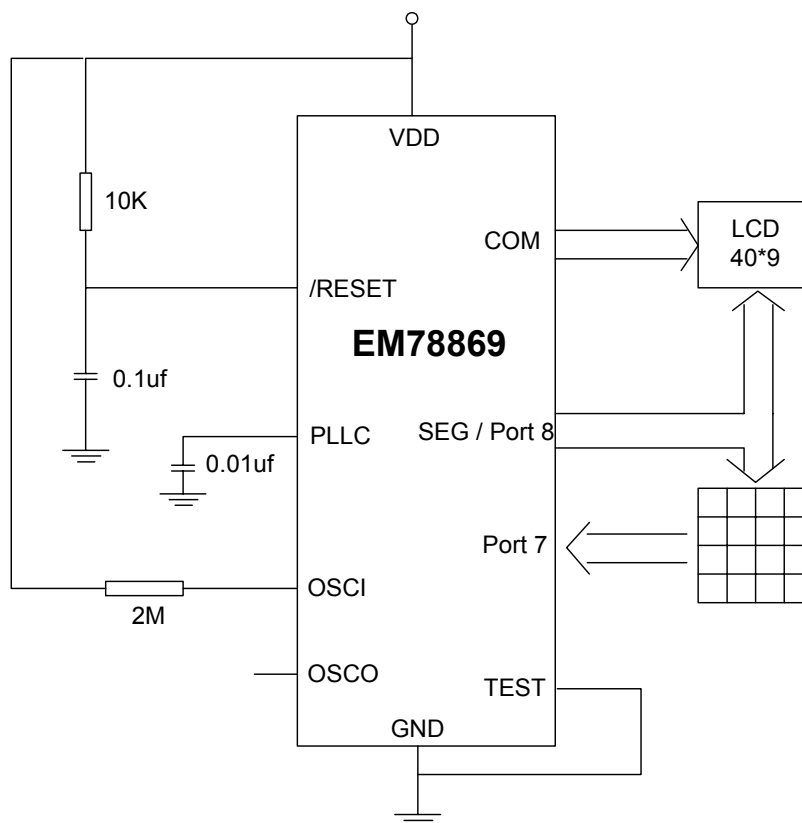 VDD
10K
COM
LCD
40*9
/RESET
EM78869
0.1uf
PLLC
SEG / Port 8
0.01uf
Port 7
OSCI
2M
OSCO
TEST
GND